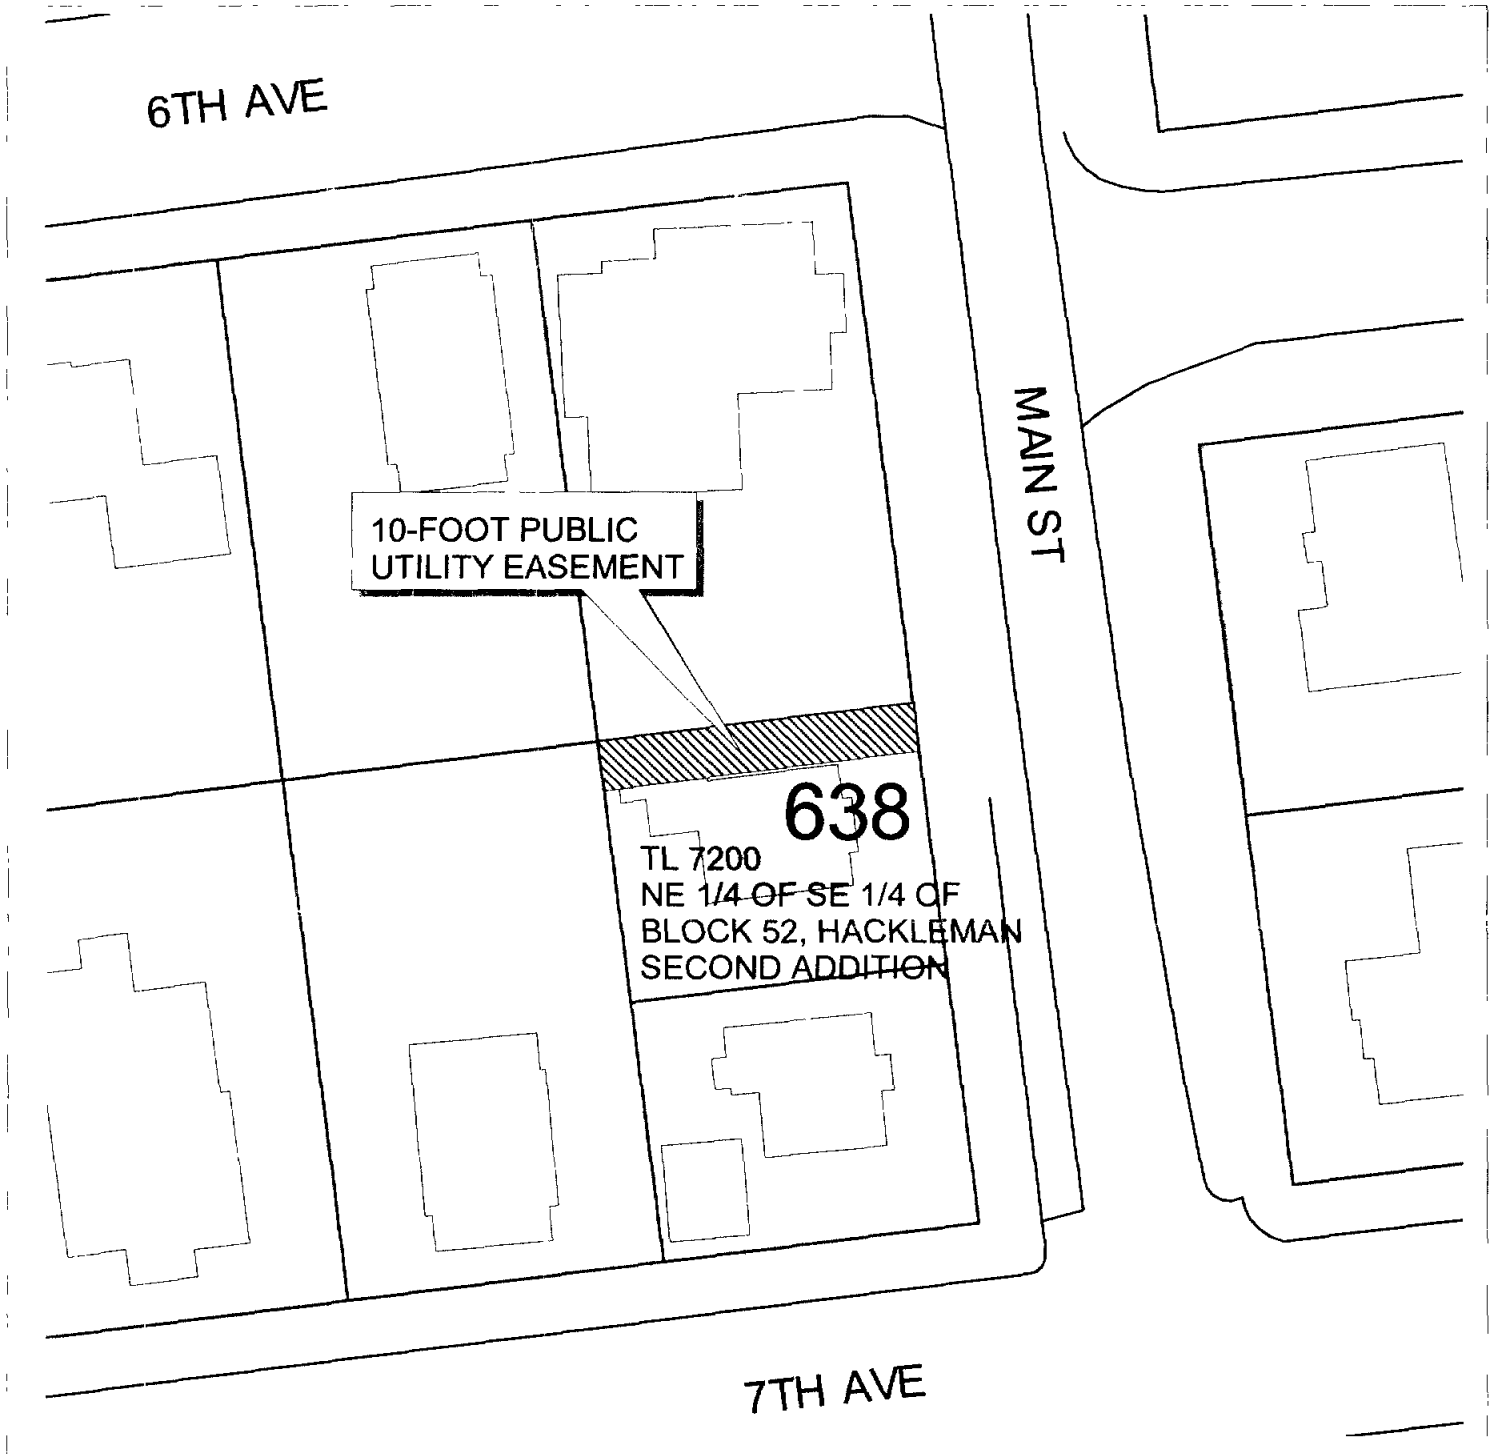 6TH AVE
MAIN ST
10-FOOT PUBLIC
UTILITY EASEMENT
638
TL 7200
NE 1/4 OF SE 1/4 OF
BLOCK 52, HACKLEMAN
SECOND ADDITION
7TH AVE